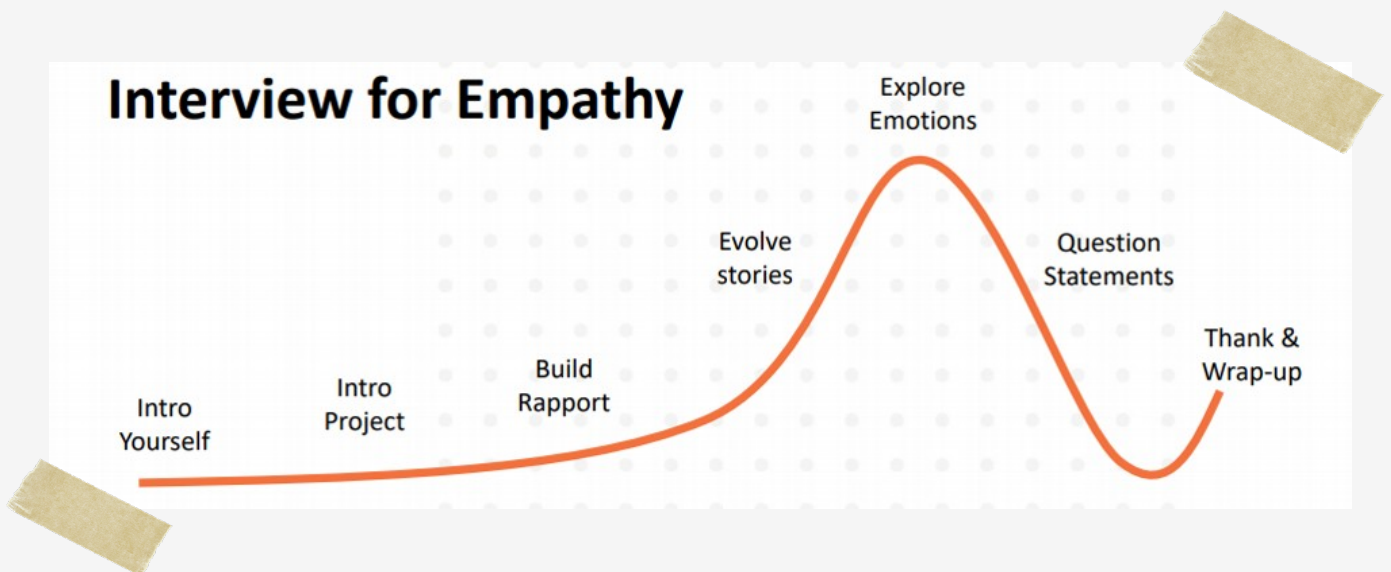 Interview for Empathy
Intro
Yourself
Intro
Project
Build
Rapport
Evolve
stories
Explore
Emotions
Question
Statements
Thank &
Wrap-up